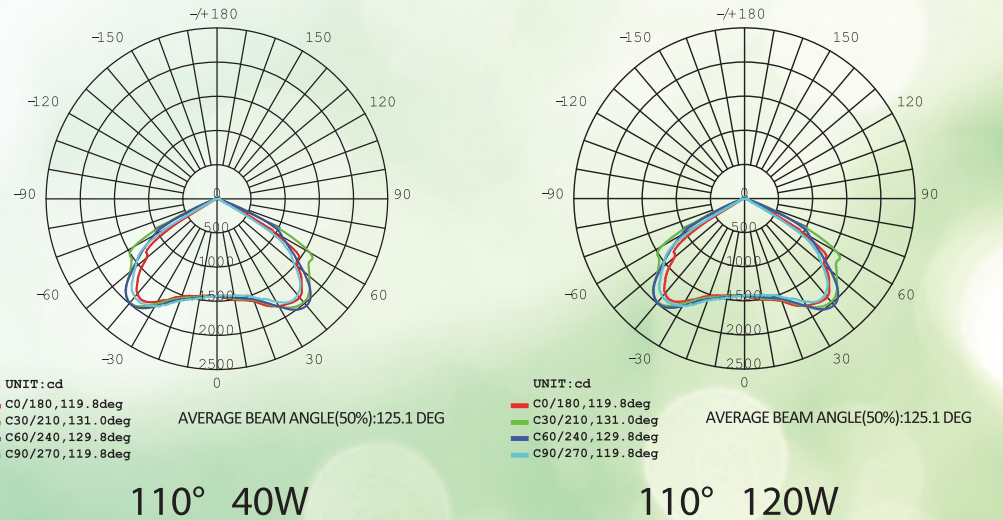 -/+180
-150 150
-120 120
-90 90
0
500
1000
1500
2000
2500
-60 60
-30 30
0
UNIT:cd
C0/180,119.8deg
C30/210,131.0deg
C60/240,129.8deg
C90/270,119.8deg
AVERAGE BEAM ANGLE(50%):125.1 DEG
110° 40W
-/+180
-150 150
-120 120
-90 90
0
500
1000
1500
2000
2500
-60 60
-30 30
0
UNIT:cd
C0/180,119.8deg
C30/210,131.0deg
C60/240,129.8deg
C90/270,119.8deg
AVERAGE BEAM ANGLE(50%):125.1 DEG
110° 120W